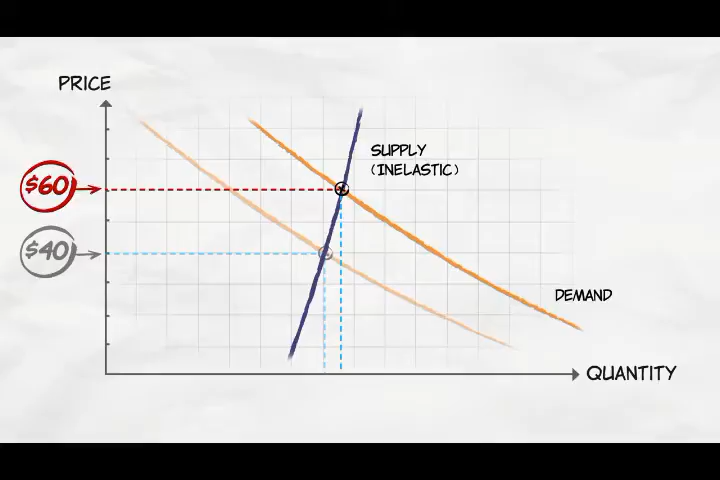 PRICE
SUPPLY
(INELASTIC)
$60
$40
DEMAND
QUANTITY